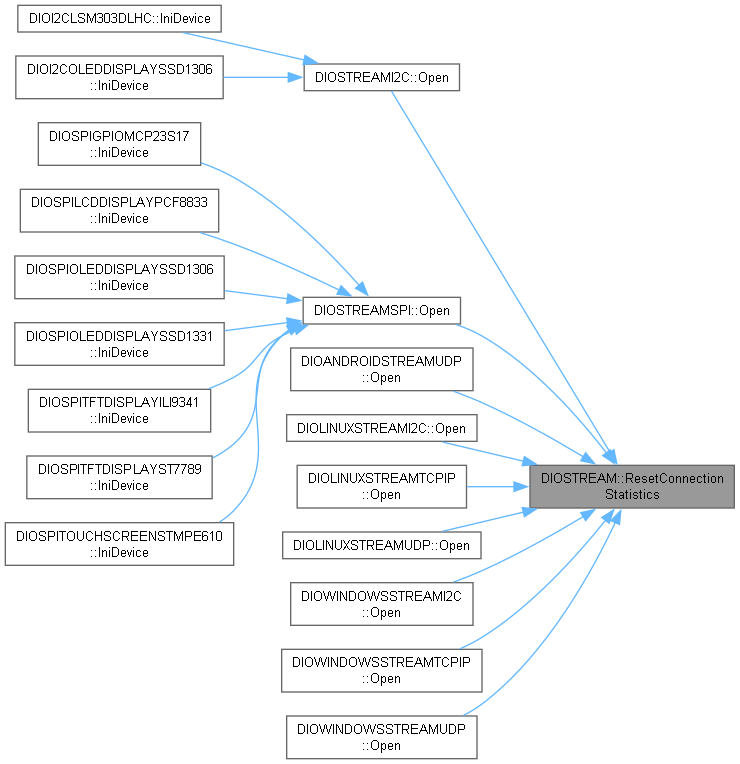 DIOI2CLSM303DLHC::IniDevice
DIOI2COLEDDISPLAYSSD1306
::IniDevice
DIOSTREAMI2C::Open
DIOSPIGPIOMCP23S17
::IniDevice
DIOSPILCDDISPLAYPCF8833
::IniDevice
DIOSPIOLEDDISPLAYSSD1306
::IniDevice
DIOSPIOLEDDISPLAYSSD1331
::IniDevice
DIOSPITFTDISPLAYILI9341
::IniDevice
DIOSPITFTDISPLAYST7789
::IniDevice
DIOSPITOUCHSCREENSTMPE610
::IniDevice
DIOSTREAMSPI::Open
DIOANDROIDSTREAMUDP
::Open
DIOLINUXSTREAMI2C::Open
DIOLINUXSTREAMTCPIP
::Open
DIOLINUXSTREAMUDP::Open
DIOWINDOWSSTREAMI2C
::Open
DIOWINDOWSSTREAMTCPIP
::Open
DIOWINDOWSSTREAMUDP
::Open
DIOSTREAM::ResetConnection
Statistics